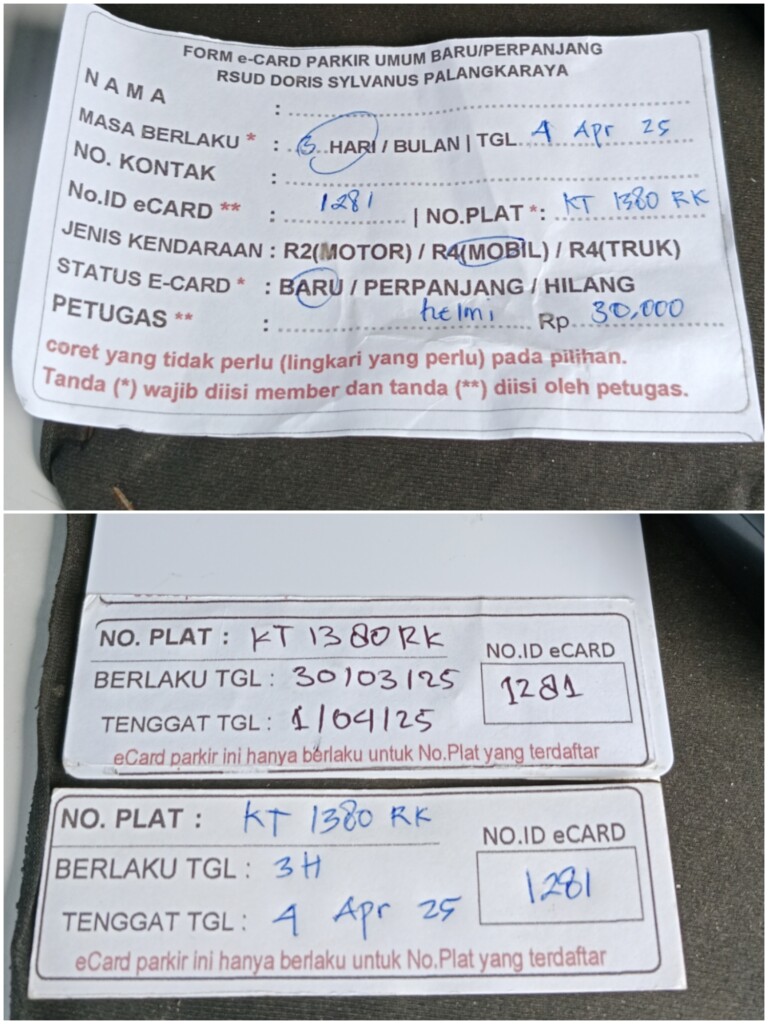 FORM e-CARD PARKIR UMUM BARU/PERPANJANG
RSUD DORIS SYLVANUS PALANGKARAYA
NAMA :
MASA BERLAKU * : 3 HARI / BULAN | TGL 4 Apr 25
NO. KONTAK :
No.ID eCARD ** : 1281 | NO.PLAT *: KT 1380 RK
JENIS KENDARAAN : R2(MOTOR) / R4(MOBIL) / R4(TRUK)
STATUS E-CARD * : BARU / PERPANJANG / HILANG
PETUGAS ** : helmi Rp 30,000
coret yang tidak perlu (lingkari yang perlu) pada pilihan.
Tanda (*) wajib diisi member dan tanda (**) diisi oleh petugas.
NO. PLAT : KT 1380 RK
NO.ID eCARD
BERLAKU TGL : 30/03/25
1281
TENGGAT TGL : 1/04/25
eCard parkir ini hanya berlaku untuk No.Plat yang terdaftar
NO. PLAT : KT 1380 RK
NO.ID eCARD
BERLAKU TGL : 3H
1281
TENGGAT TGL : 4 Apr 25
eCard parkir ini hanya berlaku untuk No.Plat yang terdaftar